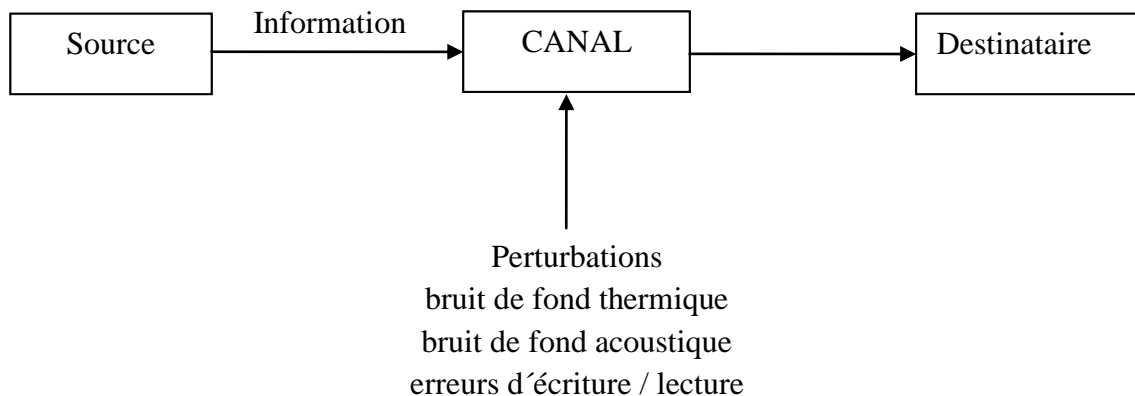 Information
Source
CANAL
Destinataire
Perturbations
bruit de fond thermique
bruit de fond acoustique
erreurs d´écriture / lecture